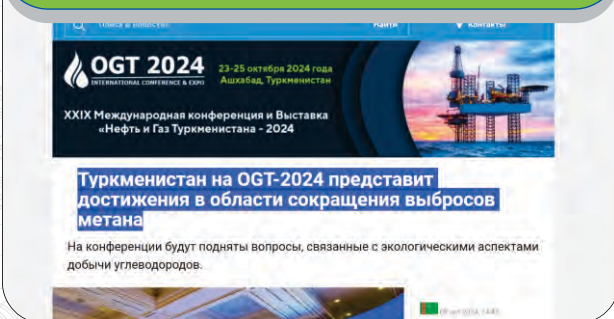 Поиск в новостях
Найти
Контакты
OGT 2024
INTERNATIONAL CONFERENCE & EXPO
23-25 октября 2024 года
Ашхабад, Туркменистан
XXIX Международная конференция и Выставка
«Нефть и Газ Туркменистана - 2024
Туркменистан на OGT-2024 представит
достижения в области сокращения выбросов
метана
На конференции будут подняты вопросы, связанные с экологическими аспектами
добычи углеводородов.